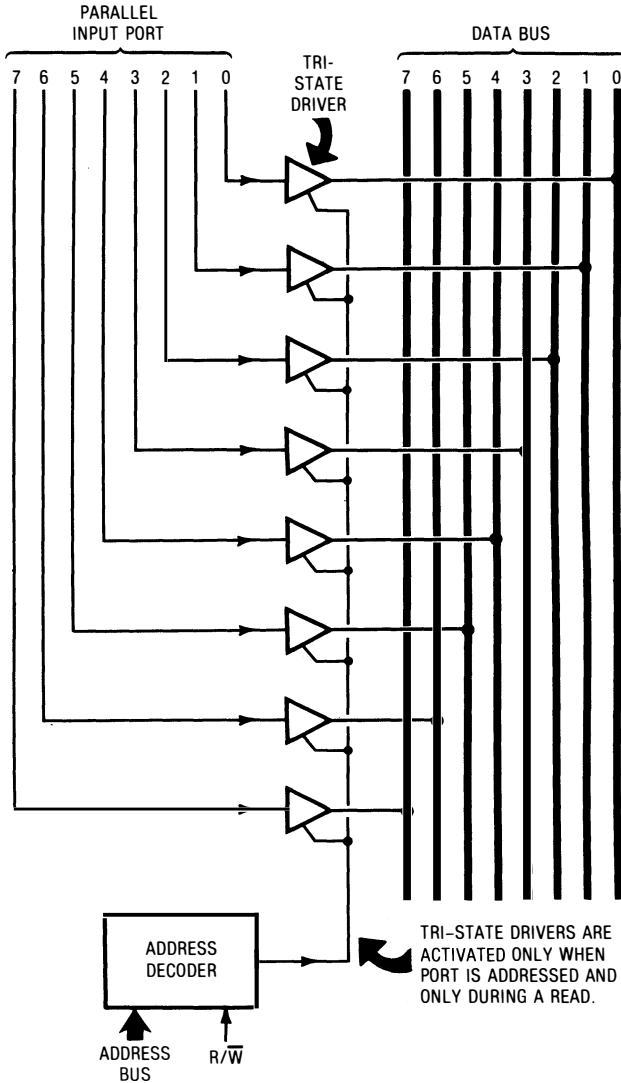 PARALLEL
INPUT PORT
7 6 5 4 3 2 1 0
TRI-
STATE
DRIVER
DATA BUS
7 6 5 4 3 2 1 0
ADDRESS
DECODER
TRI-STATE DRIVERS ARE
ACTIVATED ONLY WHEN
PORT IS ADDRESSED AND
ONLY DURING A READ.
ADDRESS
BUS
R/W̅